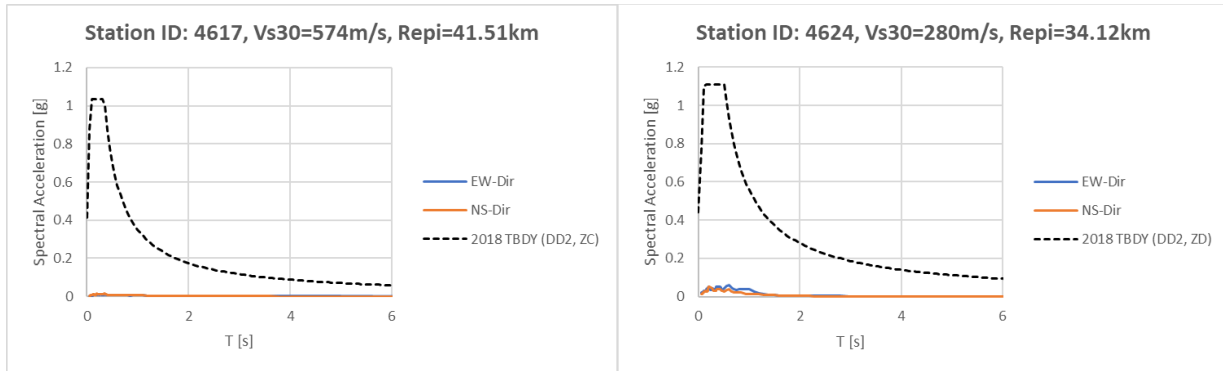 Station ID: 4617, Vs30=574m/s, Repi=41.51km
Spectral Acceleration [g]
1.2
1
0.8
0.6
0.4
0.2
0
0
2
4
6
T [s]
EW-Dir
NS-Dir
2018 TBDY (DD2, ZC)
Station ID: 4624, Vs30=280m/s, Repi=34.12km
Spectral Acceleration [g]
1.2
1
0.8
0.6
0.4
0.2
0
0
2
4
6
T [s]
EW-Dir
NS-Dir
2018 TBDY (DD2, ZD)